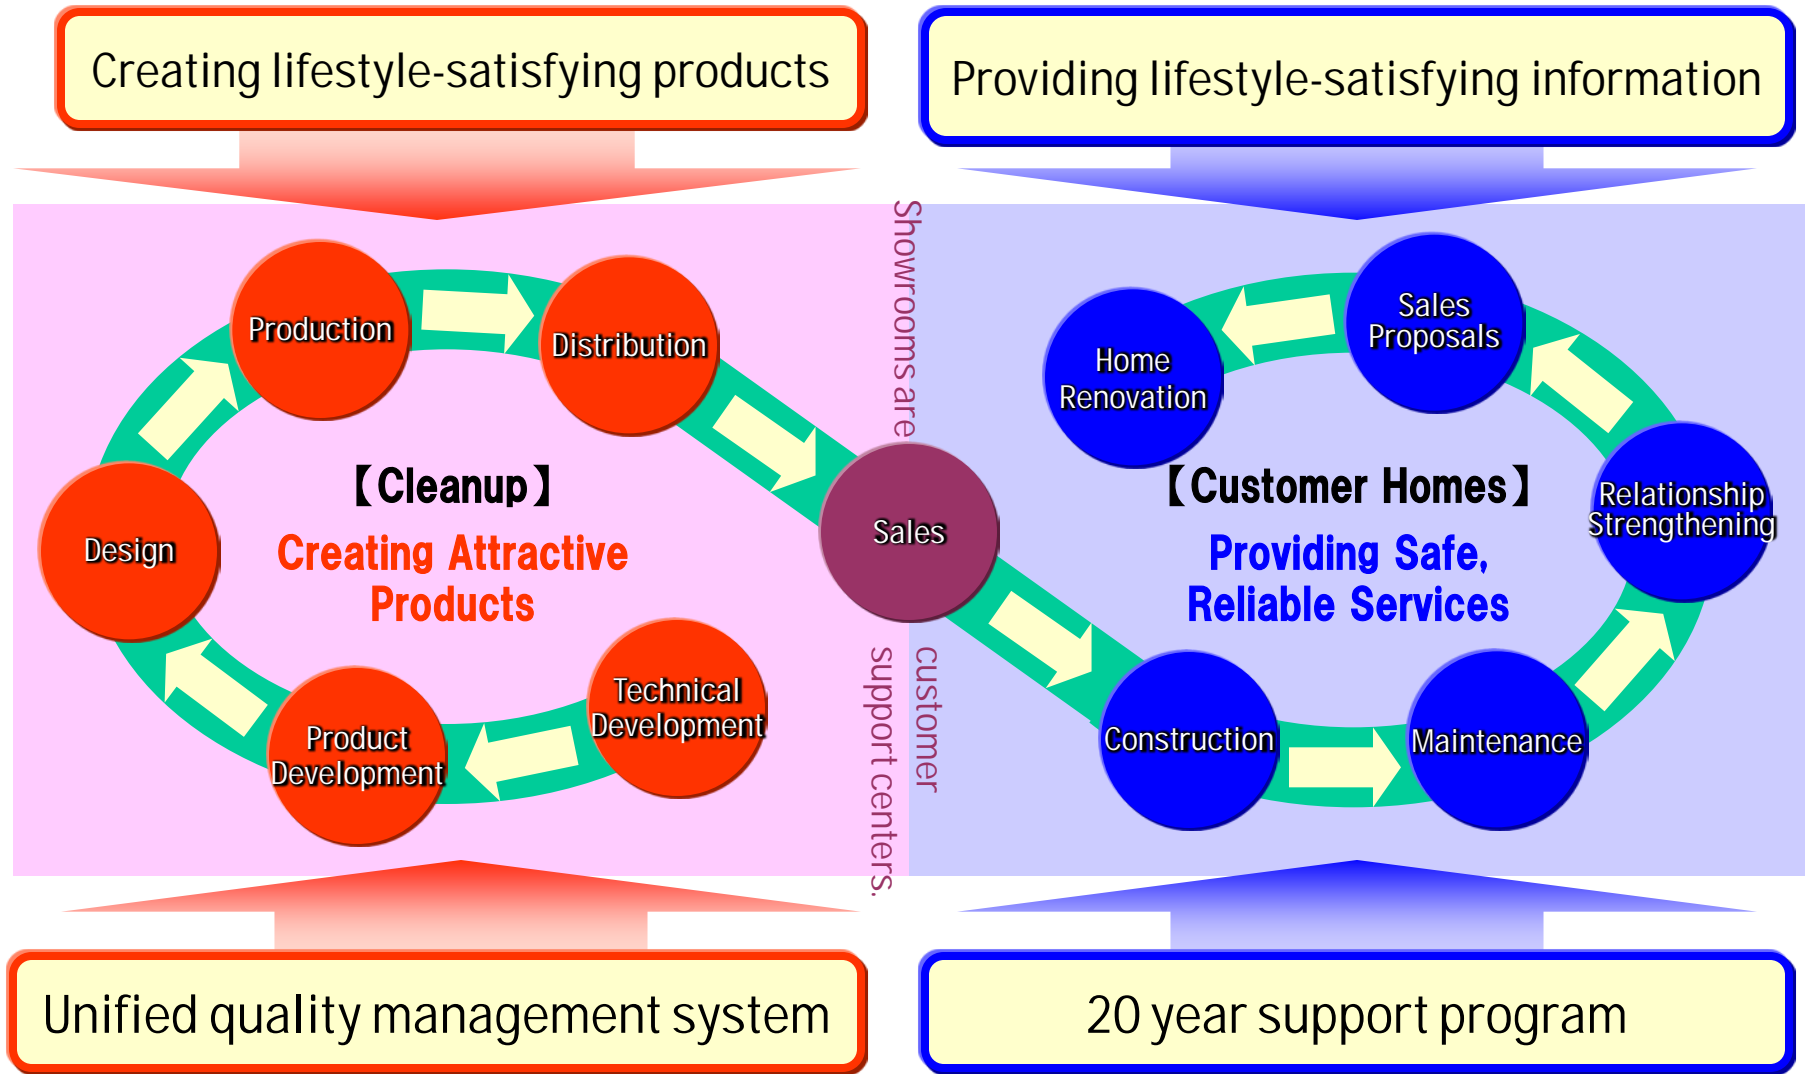 Creating lifestyle-satisfying products
Providing lifestyle-satisfying information
Showrooms are
customer
support centers.
Production
Distribution
Design
【Cleanup】
Creating Attractive
Products
Product
Development
Technical
Development
Sales
Home
Renovation
Sales
Proposals
Relationship
Strengthening
【Customer Homes】
Providing Safe,
Reliable Services
Construction
Maintenance
Unified quality management system
20 year support program